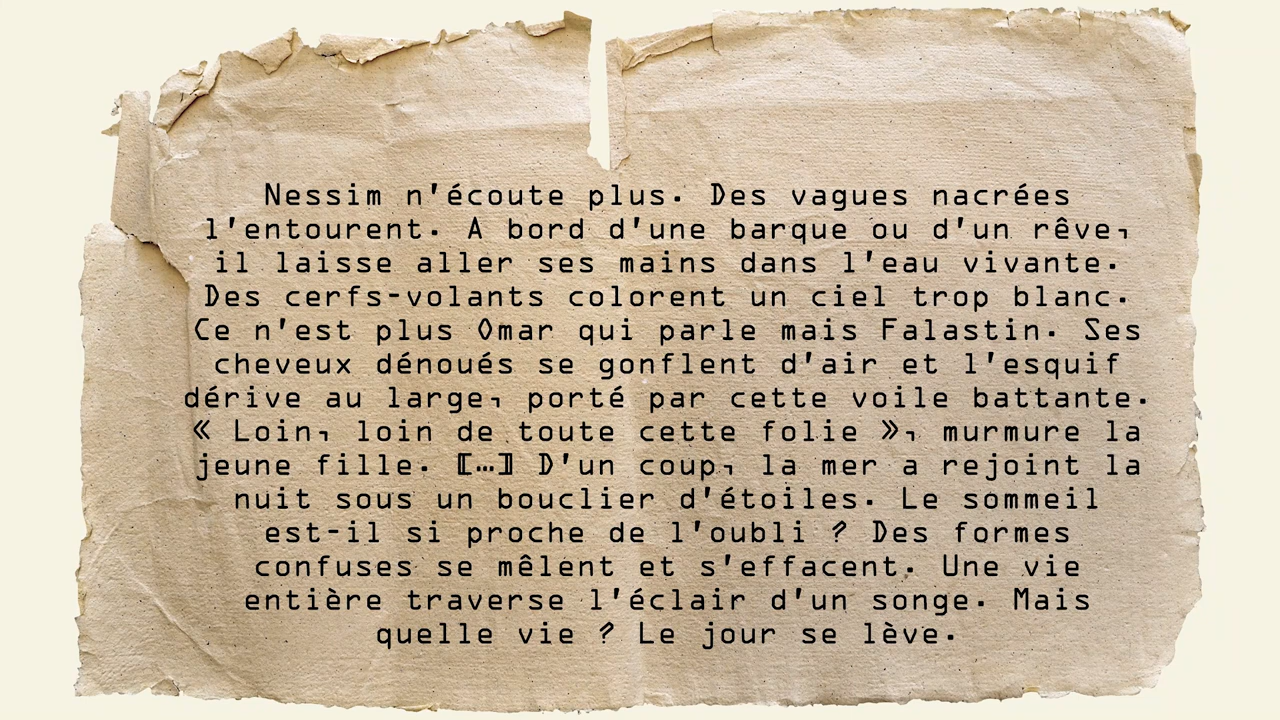 Nessim n'écoute plus. Des vagues nacrées
l'entourent. A bord d'une barque ou d'un rêve,
il laisse aller ses mains dans l'eau vivante.
Des cerfs-volants colorent un ciel trop blanc.
Ce n'est plus Omar qui parle mais Falastin. Ses
cheveux dénoués se gonflent d'air et l'esquif
dérive au large, porté par cette voile battante.
« Loin, loin de toute cette folie », murmure la
jeune fille. […] D'un coup, la mer a rejoint la
nuit sous un bouclier d'étoiles. Le sommeil
est-il si proche de l'oubli ? Des formes
confuses se mêlent et s'effacent. Une vie
entière traverse l'éclair d'un songe. Mais
quelle vie ? Le jour se lève.